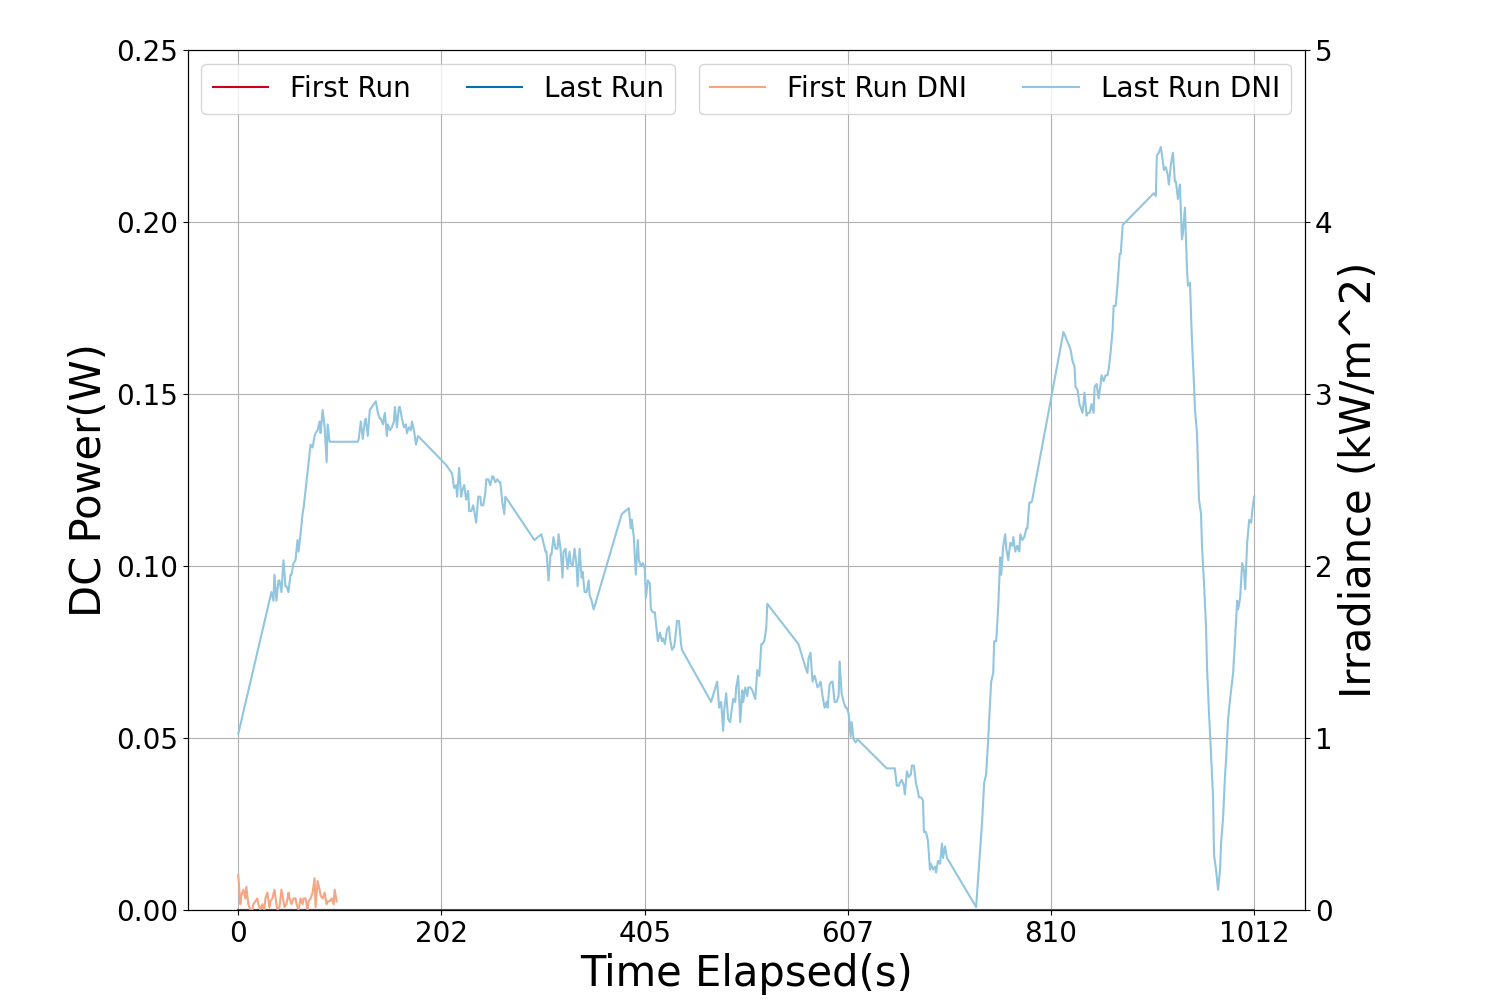 First Run
Last Run
First Run DNI
Last Run DNI
DC Power(W)
0.25
0.20
0.15
0.10
0.05
0.00
5
4
3
2
1
0
Irradiance (kW/m^2)
0 202 405 607 810 1012
Time Elapsed(s)